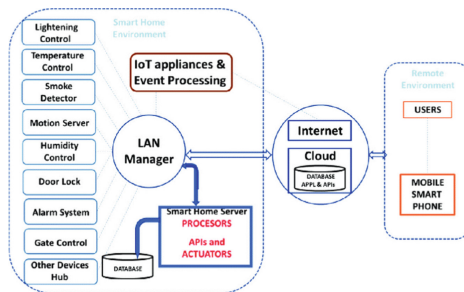 Lightening
Control
Temperature
Control
Smoke
Detector
Motion Server
Humidity
Control
Door Lock
Alarm System
Gate Control
Other Devices
Hub
Smart Home
Environment
IoT appliances &
Event Processing
LAN
Manager
Smart Home Server
PROCESORS
APIs and
ACTUATORS
DATABASE
Internet
Cloud
DATABASE
APPL & APIs
Remote
Environment
USERS
MOBILE
SMART
PHONE